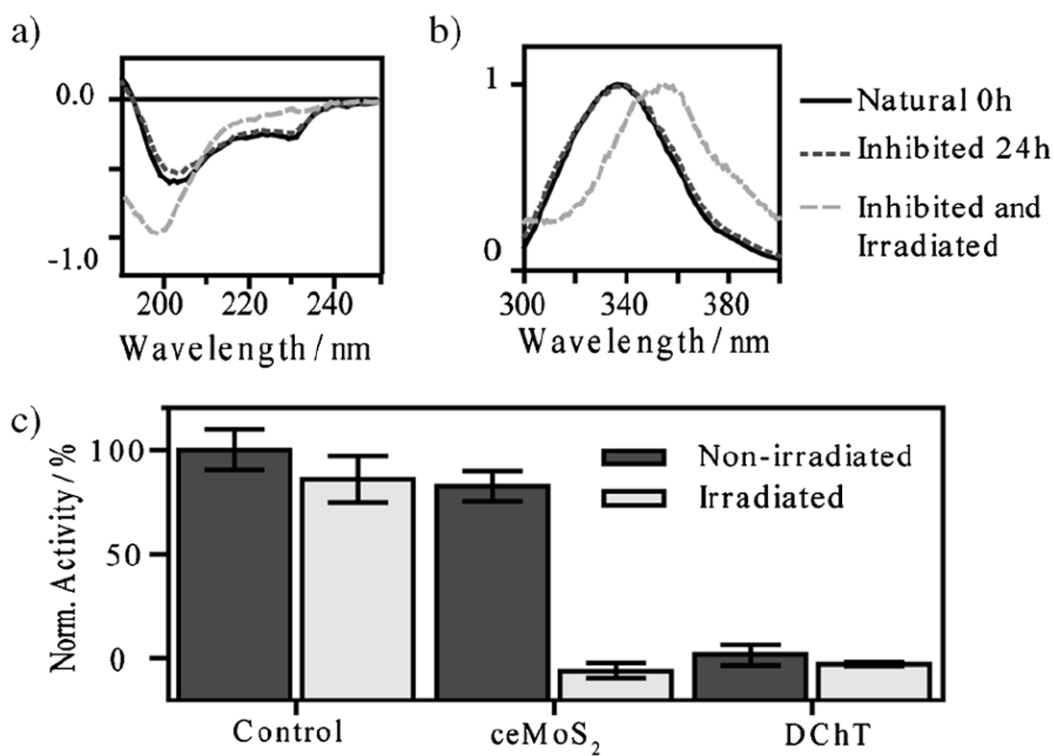 a)
0.0
-1.0
200 220 240
Wavelength / nm
b)
1
0
300 340 380
Wavelength / nm
Natural 0h
Inhibited 24h
Inhibited and
Irradiated
c)
Norm. Activity / %
100
50
0
Non-irradiated
Irradiated
Control ceMoS₂ DChT